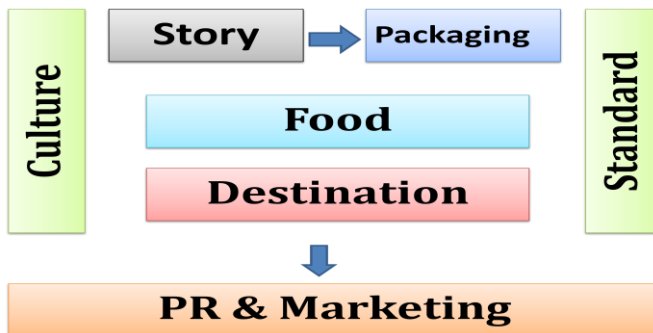 Culture
Story
Packaging
Food
Destination
Standard
PR & Marketing